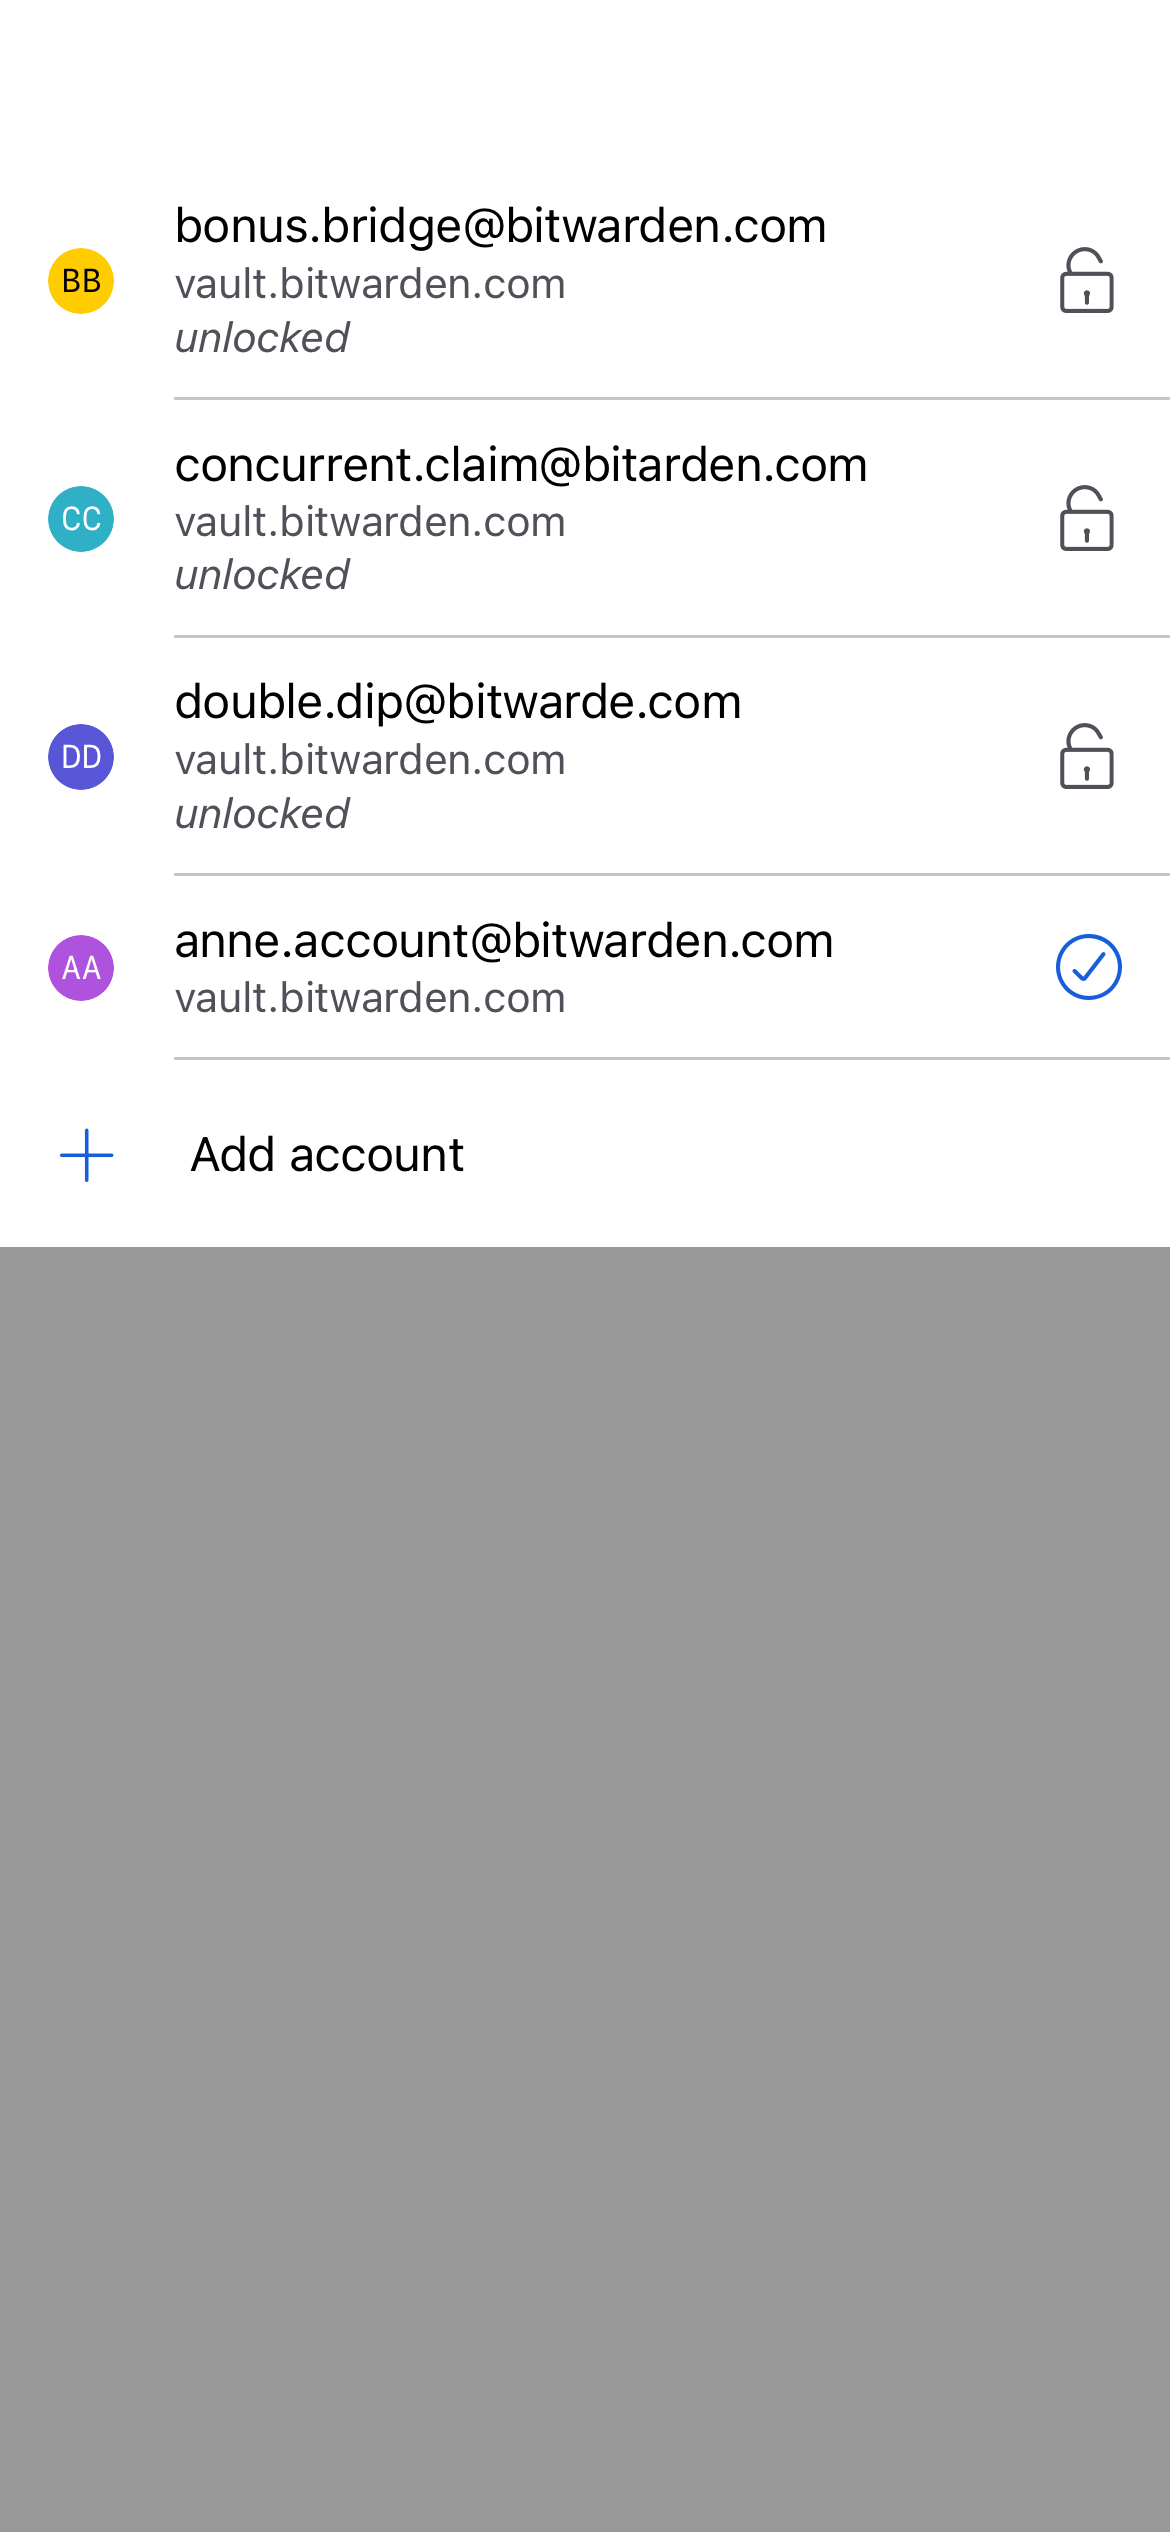 BB
bonus.bridge@bitwarden.com
vault.bitwarden.com
unlocked
CC
concurrent.claim@bitarden.com
vault.bitwarden.com
unlocked
DD
double.dip@bitwarde.com
vault.bitwarden.com
unlocked
AA
anne.account@bitwarden.com
vault.bitwarden.com
Add account